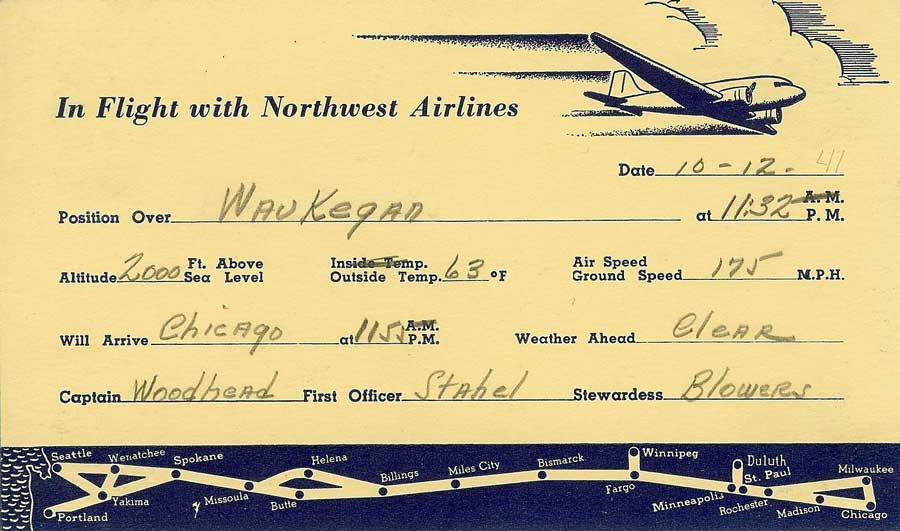 In Flight with Northwest Airlines
Date 10-12-41
Position Over Waukegan at 11:32 A.M. P.M.
Altitude 2000 Ft. Above Sea Level Inside Temp. Outside Temp. 63 °F Air Speed Ground Speed 175 M.P.H.
Will Arrive Chicago at 1155 A.M. P.M. Weather Ahead Clear
Captain Woodhead First Officer Stahel Stewardess Blowers
Seattle Wenatchee Spokane Helena Billings Miles City Bismarck Winnipeg Duluth St. Paul Milwaukee
Portland Yakima Missoula Butte Fargo Minneapolis Rochester Madison Chicago